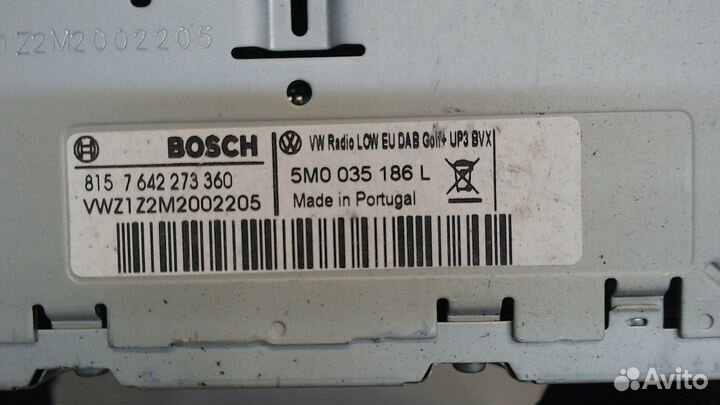 1Z2M2002205
BOSCH
VW Radio LOW EU DAB Golf+ UP3 BVX
815 7 642 273 360
5M0 035 186 L
VWZ1Z2M2002205
Made in Portugal
Avito